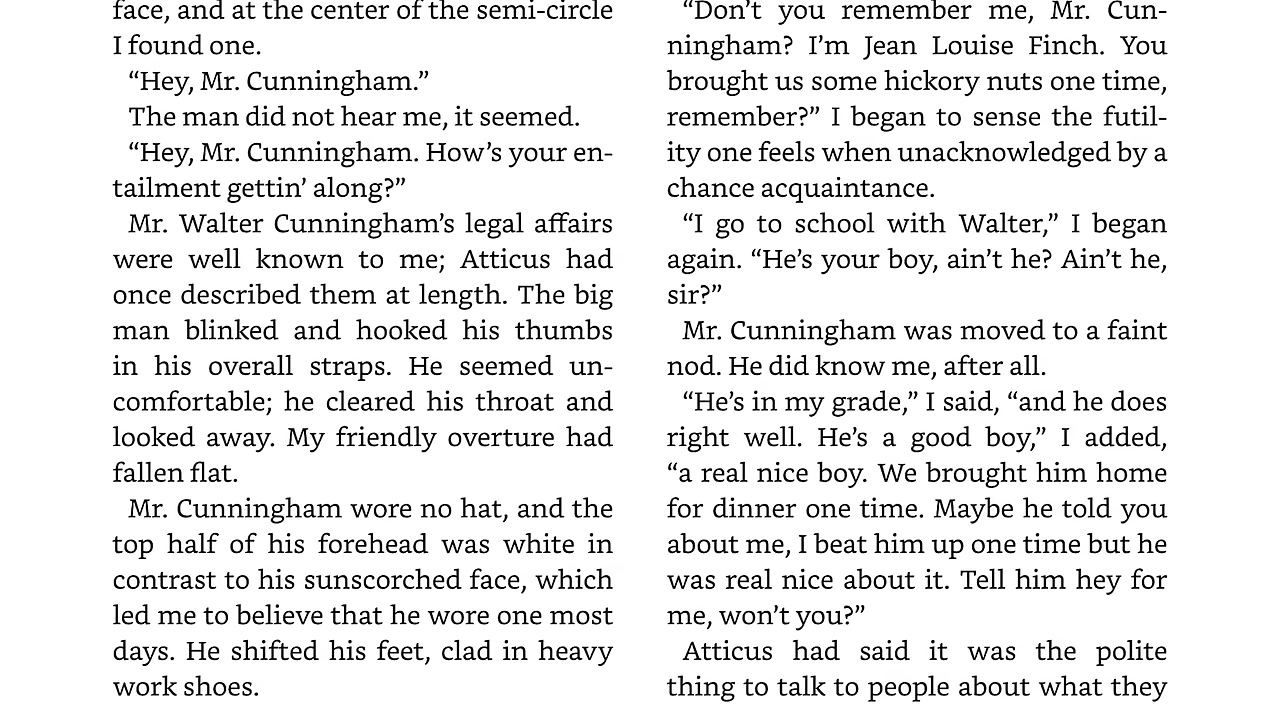 face, and at the center of the semi-circle
I found one.
“Hey, Mr. Cunningham.”
The man did not hear me, it seemed.
“Hey, Mr. Cunningham. How’s your en-
tailment gettin’ along?”
Mr. Walter Cunningham’s legal affairs
were well known to me; Atticus had
once described them at length. The big
man blinked and hooked his thumbs
in his overall straps. He seemed un-
comfortable; he cleared his throat and
looked away. My friendly overture had
fallen flat.
Mr. Cunningham wore no hat, and the
top half of his forehead was white in
contrast to his sunscorched face, which
led me to believe that he wore one most
days. He shifted his feet, clad in heavy
work shoes.
“Don’t you remember me, Mr. Cun-
ningham? I’m Jean Louise Finch. You
brought us some hickory nuts one time,
remember?” I began to sense the futil-
ity one feels when unacknowledged by a
chance acquaintance.
“I go to school with Walter,” I began
again. “He’s your boy, ain’t he? Ain’t he,
sir?”
Mr. Cunningham was moved to a faint
nod. He did know me, after all.
“He’s in my grade,” I said, “and he does
right well. He’s a good boy,” I added,
“a real nice boy. We brought him home
for dinner one time. Maybe he told you
about me, I beat him up one time but he
was real nice about it. Tell him hey for
me, won’t you?”
Atticus had said it was the polite
thing to talk to people about what they